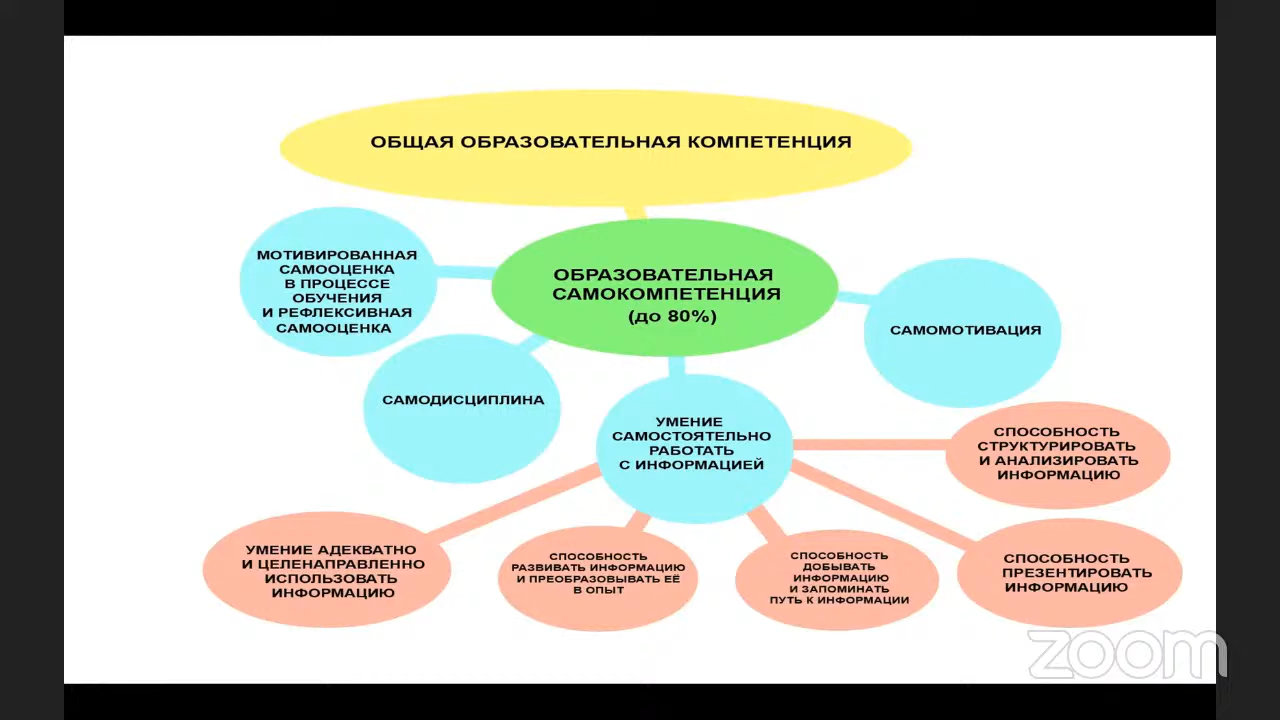 ОБЩАЯ ОБРАЗОВАТЕЛЬНАЯ КОМПЕТЕНЦИЯ
ОБРАЗОВАТЕЛЬНАЯ
САМОКОМПЕТЕНЦИЯ
(до 80%)
МОТИВИРОВАННАЯ
САМООЦЕНКА
В ПРОЦЕССЕ
ОБУЧЕНИЯ
И РЕФЛЕКСИВНАЯ
САМООЦЕНКА
САМОМОТИВАЦИЯ
САМОДИСЦИПЛИНА
УМЕНИЕ
САМОСТОЯТЕЛЬНО
РАБОТАТЬ
С ИНФОРМАЦИЕЙ
СПОСОБНОСТЬ
СТРУКТУРИРОВАТЬ
И АНАЛИЗИРОВАТЬ
ИНФОРМАЦИЮ
УМЕНИЕ АДЕКВАТНО
И ЦЕЛЕНАПРАВЛЕННО
ИСПОЛЬЗОВАТЬ
ИНФОРМАЦИЮ
СПОСОБНОСТЬ
РАЗВИВАТЬ ИНФОРМАЦИЮ
И ПРЕОБРАЗОВЫВАТЬ ЕЁ
В ОПЫТ
СПОСОБНОСТЬ
ДОБЫВАТЬ
ИНФОРМАЦИЮ
И ЗАПОМИНАТЬ
ПУТЬ К ИНФОРМАЦИИ
СПОСОБНОСТЬ
ПРЕЗЕНТИРОВАТЬ
ИНФОРМАЦИЮ
zoom